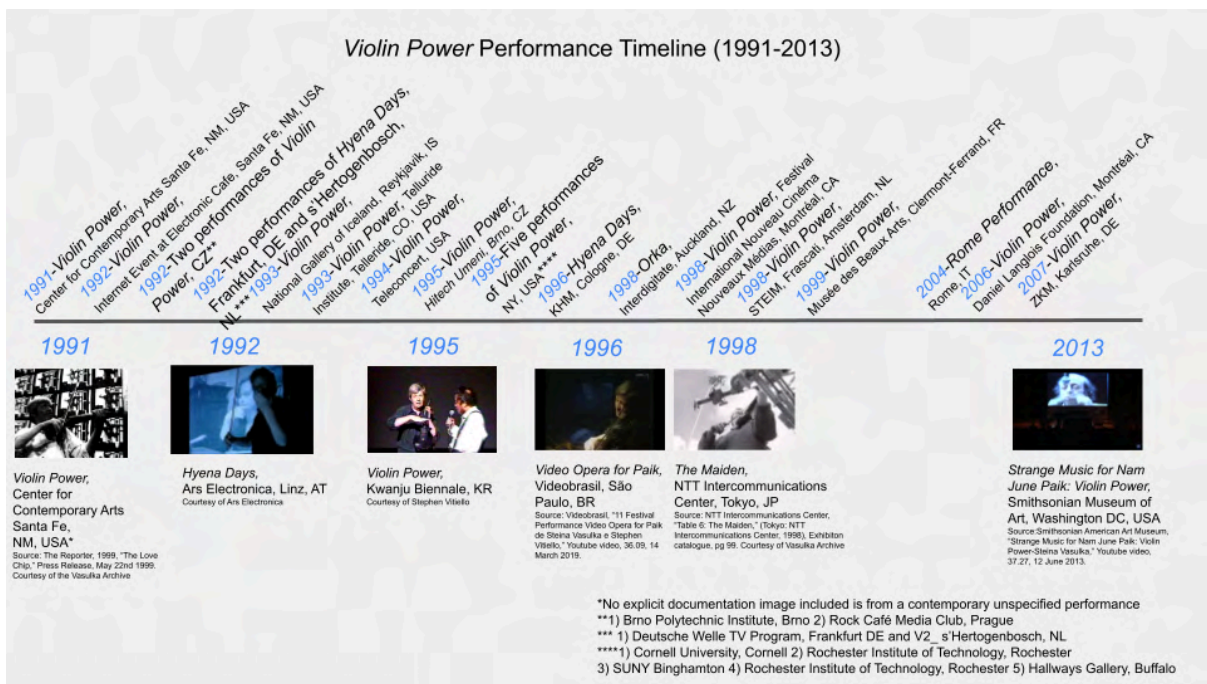 Violin Power Performance Timeline (1991-2013)
1991-Violin Power,
Center for Contemporary Arts Santa Fe, NM, USA
1992-Violin Power,
Internet Event at Electronic Cafe, Santa Fe, NM, USA
1992-Two performances of Violin
Power, CZ**
1992-Two performances of Hyena Days,
Frankfurt, DE and s'Hertogenbosch,
NL***
1993-Violin Power,
National Gallery of Iceland, Reykjavik, IS
1993-Violin Power, Telluride
Institute, Telleride, CO, USA
1994-Violin Power,
Teleconcert, USA
1995-Violin Power,
Hitech Umeni, Brno, CZ
1995-Five performances
of Violin Power,
NY, USA****
1996-Hyena Days,
KHM, Cologne, DE
1998-Orka,
Interdigitate, Auckland, NZ
1998-Violin Power, Festival
International Nouveau Cinéma
Nouveaux Médias, Montréal, CA
1998-Violin Power,
STEIM, Frascati, Amsterdam, NL
1999-Violin Power,
Musée des Beaux Arts, Clermont-Ferrand, FR
2004-Rome Performance,
Rome, IT
2006-Violin Power,
Daniel Langlois Foundation, Montréal, CA
2007-Violin Power,
ZKM, Karlsruhe, DE
1991
1992
1995
1996
1998
2013
Violin Power,
Center for
Contemporary Arts
Santa Fe,
NM, USA*
Source: The Reporter, 1999, "The Love
Chip," Press Release, May 22nd 1999.
Courtesy of the Vasulka Archive
Hyena Days,
Ars Electronica, Linz, AT
Courtesy of Ars Electronica
Violin Power,
Kwanju Biennale, KR
Courtesy of Stephen Vitiello
Video Opera for Paik,
Videobrasil, São
Paulo, BR
Source: Videobrasil, "11 Festival
Performance Video Opera for Paik
de Steina Vasulka e Stephen
Vitiello," Youtube video, 36.09, 14
March 2019.
The Maiden,
NTT Intercommunications
Center, Tokyo, JP
Source: NTT Intercommunications Center,
"Table 6: The Maiden," (Tokyo: NTT
Intercommunications Center, 1998), Exhibiton
catalogue, pg 99. Courtesy of Vasulka Archive
Strange Music for Nam
June Paik: Violin Power,
Smithsonian Museum of
Art, Washington DC, USA
Source:Smithsonian American Art Museum,
"Strange Music for Nam June Paik: Violin
Power-Steina Vasulka," Youtube video,
37.27, 12 June 2013.
*No explicit documentation image included is from a contemporary unspecified performance
**1) Brno Polytechnic Institute, Brno 2) Rock Café Media Club, Prague
*** 1) Deutsche Welle TV Program, Frankfurt DE and V2_ s'Hertogenbosch, NL
****1) Cornell University, Cornell 2) Rochester Institute of Technology, Rochester
3) SUNY Binghamton 4) Rochester Institute of Technology, Rochester 5) Hallways Gallery, Buffalo